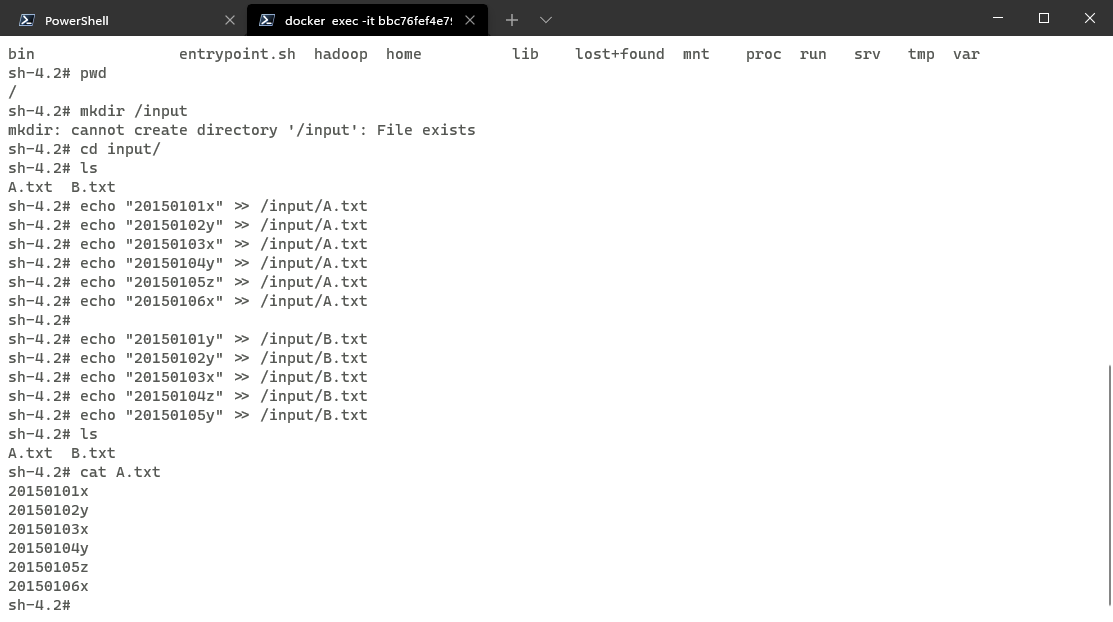 PowerShell
docker exec -it bbc76fef4e79
bin entrypoint.sh hadoop home lib lost+found mnt proc run srv tmp var
sh-4.2# pwd
/
sh-4.2# mkdir /input
mkdir: cannot create directory '/input': File exists
sh-4.2# cd input/
sh-4.2# ls
A.txt B.txt
sh-4.2# echo "20150101x" >> /input/A.txt
sh-4.2# echo "20150102y" >> /input/A.txt
sh-4.2# echo "20150103x" >> /input/A.txt
sh-4.2# echo "20150104y" >> /input/A.txt
sh-4.2# echo "20150105z" >> /input/A.txt
sh-4.2# echo "20150106x" >> /input/A.txt
sh-4.2#
sh-4.2# echo "20150101y" >> /input/B.txt
sh-4.2# echo "20150102y" >> /input/B.txt
sh-4.2# echo "20150103x" >> /input/B.txt
sh-4.2# echo "20150104z" >> /input/B.txt
sh-4.2# echo "20150105y" >> /input/B.txt
sh-4.2# ls
A.txt B.txt
sh-4.2# cat A.txt
20150101x
20150102y
20150103x
20150104y
20150105z
20150106x
sh-4.2#